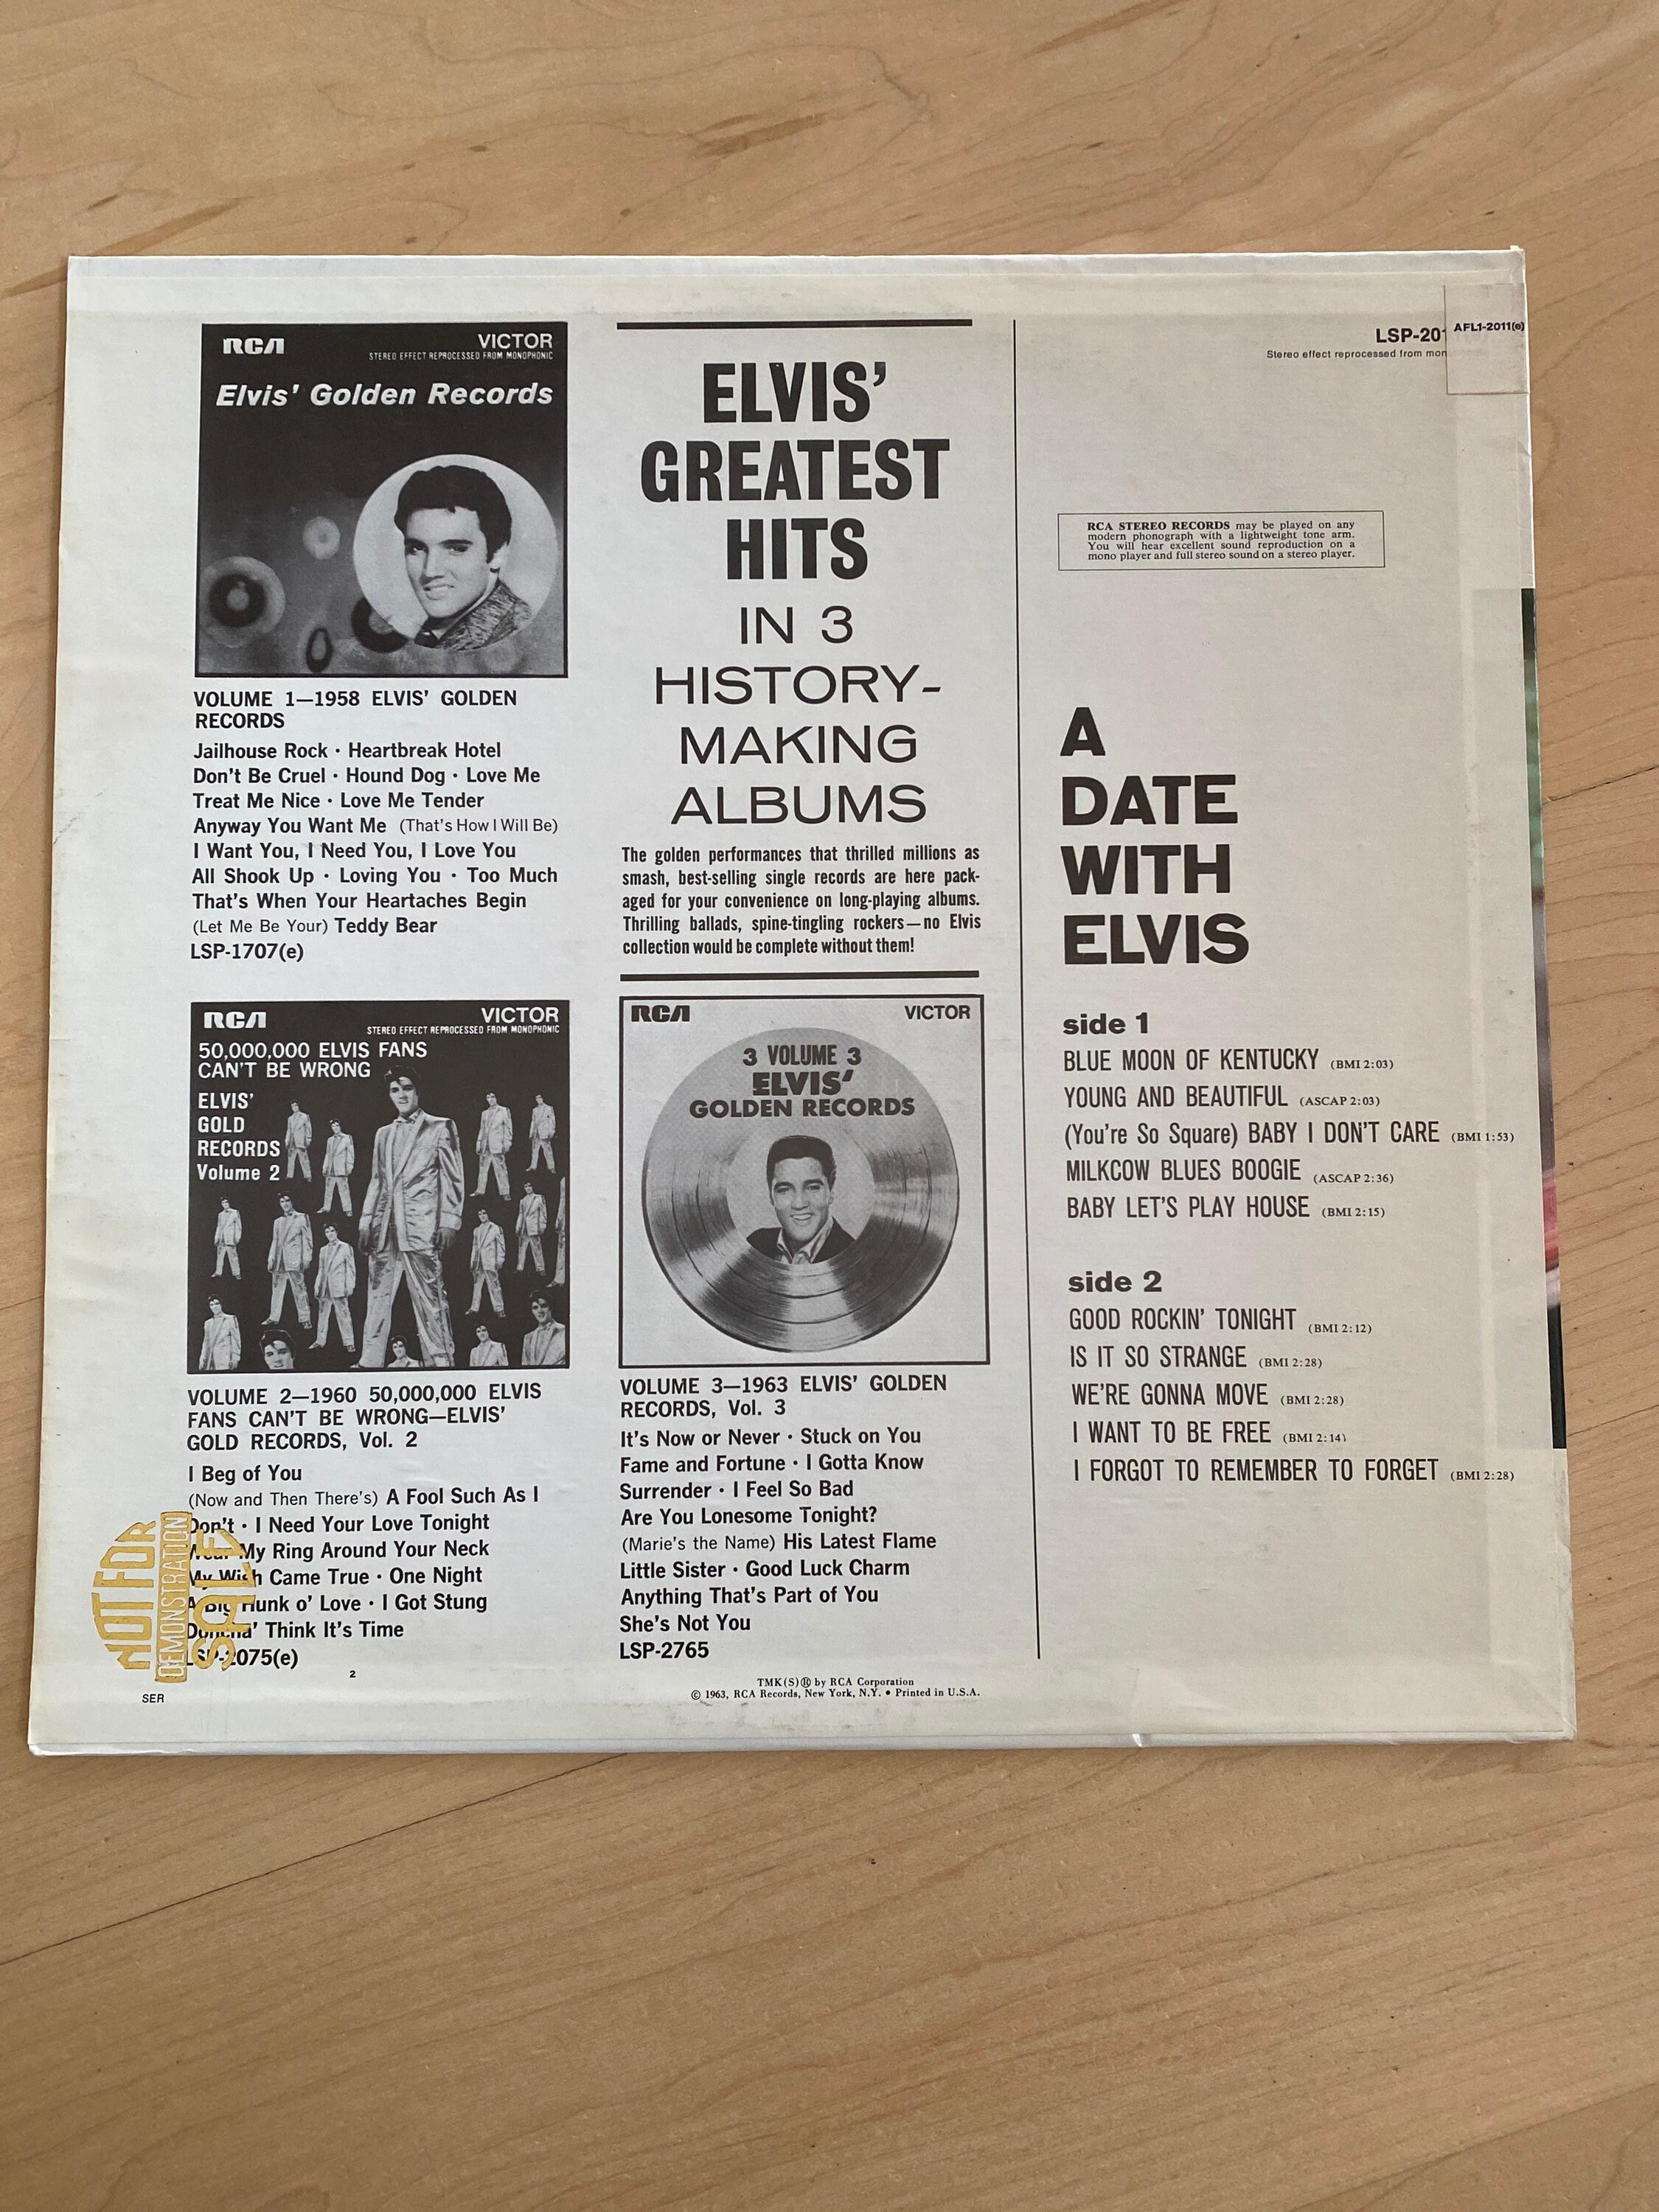 RCA VICTOR
STEREO EFFECT REPROCESSED FROM MONOPHONIC
Elvis' Golden Records
VOLUME 1—1958 ELVIS' GOLDEN
RECORDS
Jailhouse Rock · Heartbreak Hotel
Don't Be Cruel · Hound Dog · Love Me
Treat Me Nice · Love Me Tender
Anyway You Want Me (That's How I Will Be)
I Want You, I Need You, I Love You
All Shook Up · Loving You · Too Much
That's When Your Heartaches Begin
(Let Me Be Your) Teddy Bear
LSP-1707(e)
RCA VICTOR
STEREO EFFECT REPROCESSED FROM MONOPHONIC
50,000,000 ELVIS FANS
CAN'T BE WRONG
ELVIS'
GOLD
RECORDS
Volume 2
VOLUME 2—1960 50,000,000 ELVIS
FANS CAN'T BE WRONG—ELVIS'
GOLD RECORDS, Vol. 2
I Beg of You
(Now and Then There's) A Fool Such As I
Don't · I Need Your Love Tonight
Wear My Ring Around Your Neck
My Wish Came True · One Night
A Big Hunk o' Love · I Got Stung
Doncha' Think It's Time
LSP-2075(e)
NOT FOR
DEMONSTRATION
SALE
2
SER
ELVIS'
GREATEST
HITS
IN 3
HISTORY-
MAKING
ALBUMS
The golden performances that thrilled millions as
smash, best-selling single records are here pack-
aged for your convenience on long-playing albums.
Thrilling ballads, spine-tingling rockers—no Elvis
collection would be complete without them!
RCA VICTOR
3 VOLUME 3
ELVIS'
GOLDEN RECORDS
VOLUME 3—1963 ELVIS' GOLDEN
RECORDS, Vol. 3
It's Now or Never · Stuck on You
Fame and Fortune · I Gotta Know
Surrender · I Feel So Bad
Are You Lonesome Tonight?
(Marie's the Name) His Latest Flame
Little Sister · Good Luck Charm
Anything That's Part of You
She's Not You
LSP-2765
TMK(S)® by RCA Corporation
© 1963, RCA Records, New York, N.Y. • Printed in U.S.A.
LSP-201
AFL1-2011(e)
Stereo effect reprocessed from mon
RCA STEREO RECORDS may be played on any
modern phonograph with a lightweight tone arm.
You will hear excellent sound reproduction on a
mono player and full stereo sound on a stereo player.
A
DATE
WITH
ELVIS
side 1
BLUE MOON OF KENTUCKY (BMI 2:03)
YOUNG AND BEAUTIFUL (ASCAP 2:03)
(You're So Square) BABY I DON'T CARE (BMI 1:53)
MILKCOW BLUES BOOGIE (ASCAP 2:36)
BABY LET'S PLAY HOUSE (BMI 2:15)
side 2
GOOD ROCKIN' TONIGHT (BMI 2:12)
IS IT SO STRANGE (BMI 2:28)
WE'RE GONNA MOVE (BMI 2:28)
I WANT TO BE FREE (BMI 2:14)
I FORGOT TO REMEMBER TO FORGET (BMI 2:28)